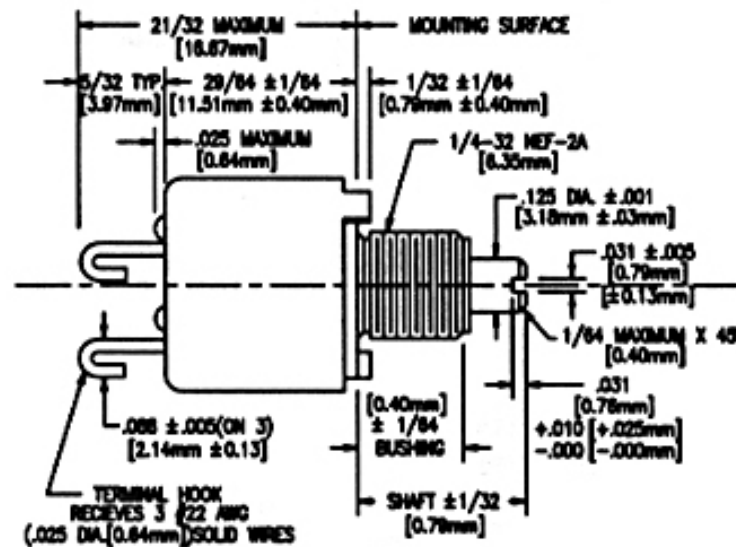 21/32 MAXIMUM
[16.67mm]
MOUNTING SURFACE
5/32 TYP.
[3.97mm]
29/64 ±1/64
[11.51mm ±0.40mm]
1/32 ±1/64
[0.79mm ±0.40mm]
.025 MAXIMUM
[0.64mm]
1/4-32 NEF-2A
[6.35mm]
.125 DIA. ±.001
[3.18mm ±.03mm]
.031 ±.005
[0.79mm]
[±0.13mm]
1/64 MAXIMUM X 45
[0.40mm]
.031
[0.78mm]
+.010 [+.025mm]
-.000 [-.000mm]
[0.40mm]
± 1/64
BUSHING
±.005(ON 3)
[2.14mm ±0.13]
SHAFT ±1/32
[0.79mm]
TERMINAL HOOK
RECIEVES 3 #22 AWG
(.025 DIA.[0.64mm])SOLID WIRES